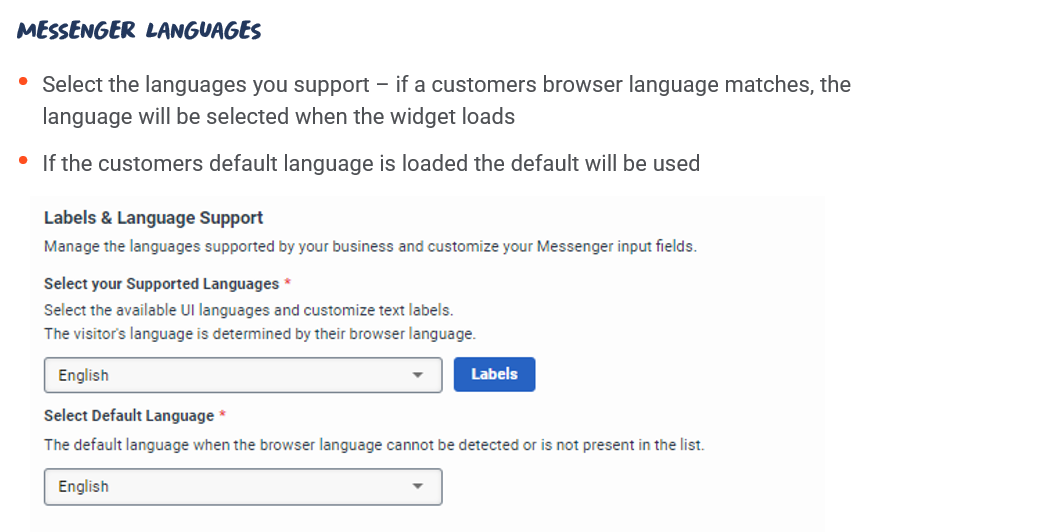 MESSENGER LANGUAGES
• Select the languages you support – if a customers browser language matches, the
language will be selected when the widget loads
• If the customers default language is loaded the default will be used
Labels & Language Support
Manage the languages supported by your business and customize your Messenger input fields.
Select your Supported Languages *
Select the available UI languages and customize text labels.
The visitor's language is determined by their browser language.
English Labels
Select Default Language *
The default language when the browser language cannot be detected or is not present in the list.
English